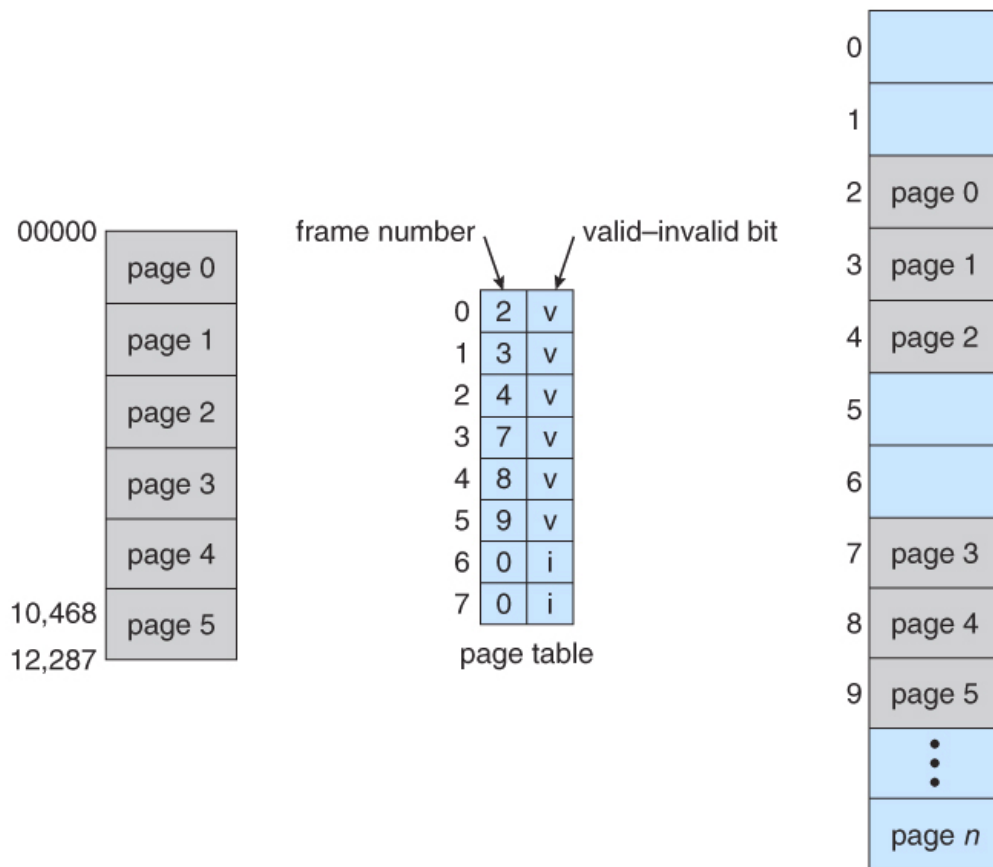 00000
page 0
page 1
page 2
page 3
page 4
10,468
page 5
12,287
frame number
valid–invalid bit
0 2 v
1 3 v
2 4 v
3 7 v
4 8 v
5 9 v
6 0 i
7 0 i
page table
0
1
2 page 0
3 page 1
4 page 2
5
6
7 page 3
8 page 4
9 page 5
page n